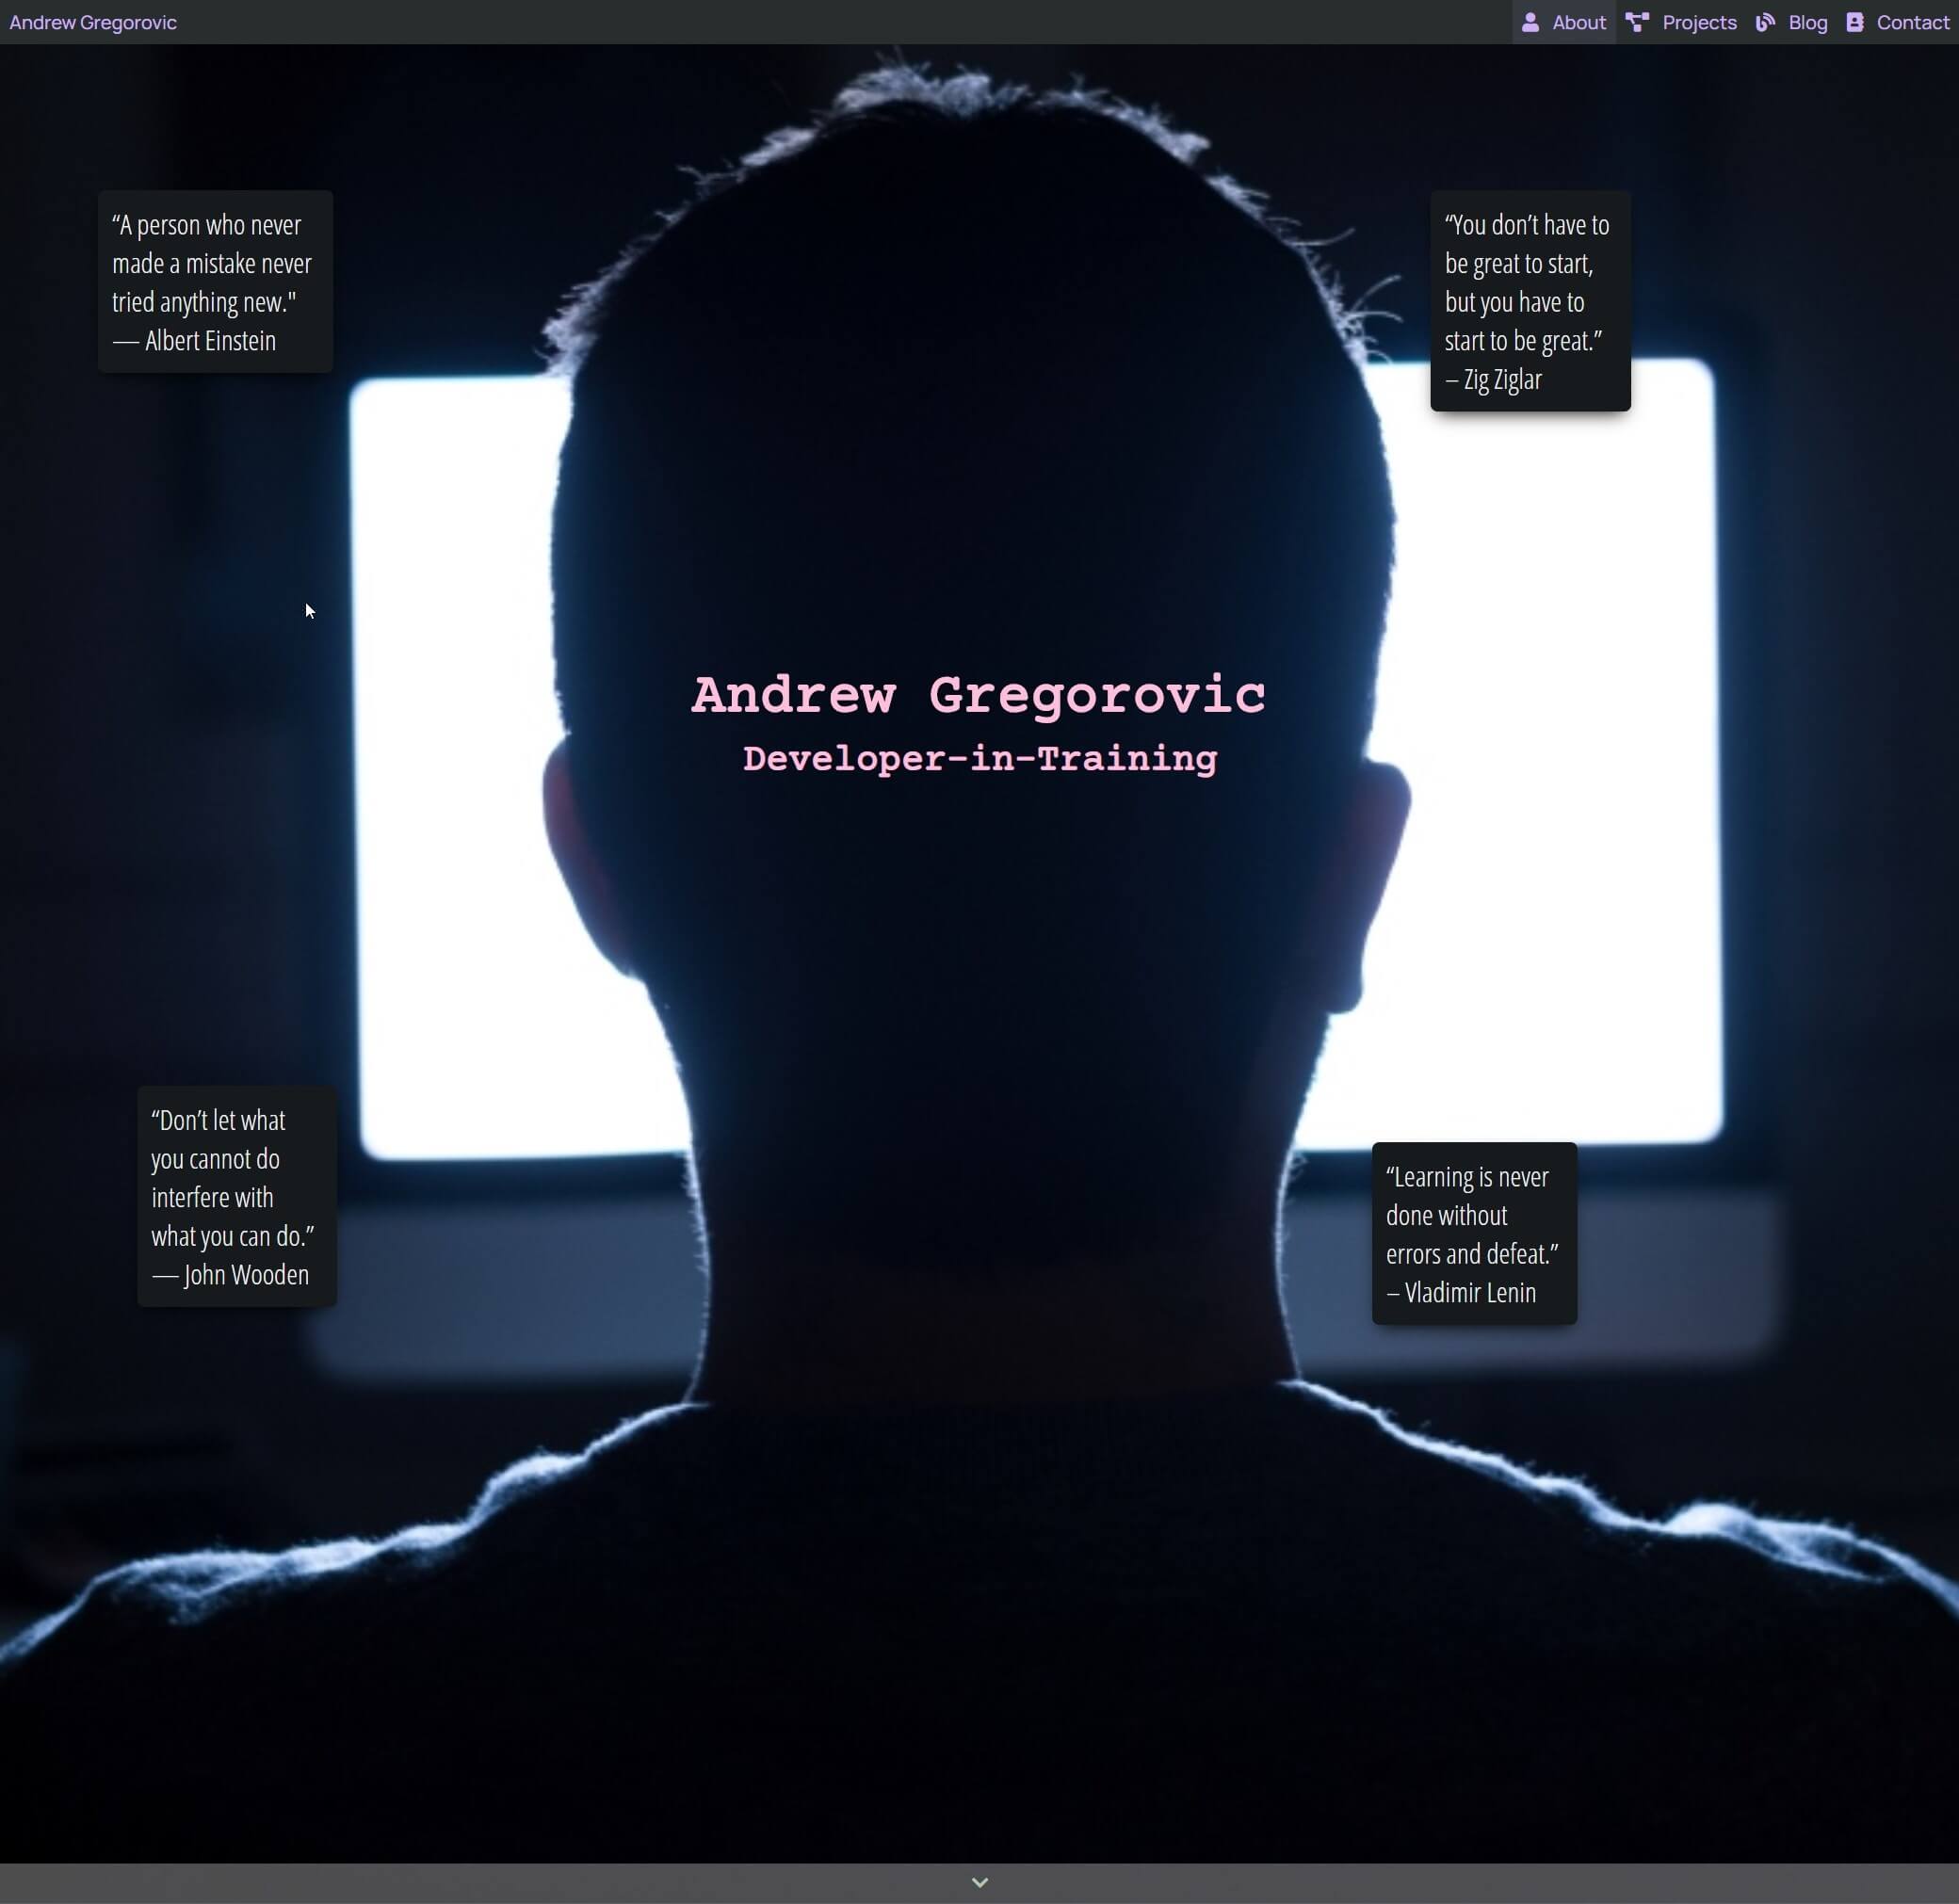 Andrew Gregorovic
About Projects Blog Contact
“A person who never
made a mistake never
tried anything new."
— Albert Einstein
“You don’t have to
be great to start,
but you have to
start to be great.”
– Zig Ziglar
Andrew Gregorovic
Developer-in-Training
“Don’t let what
you cannot do
interfere with
what you can do.”
— John Wooden
“Learning is never
done without
errors and defeat.”
– Vladimir Lenin